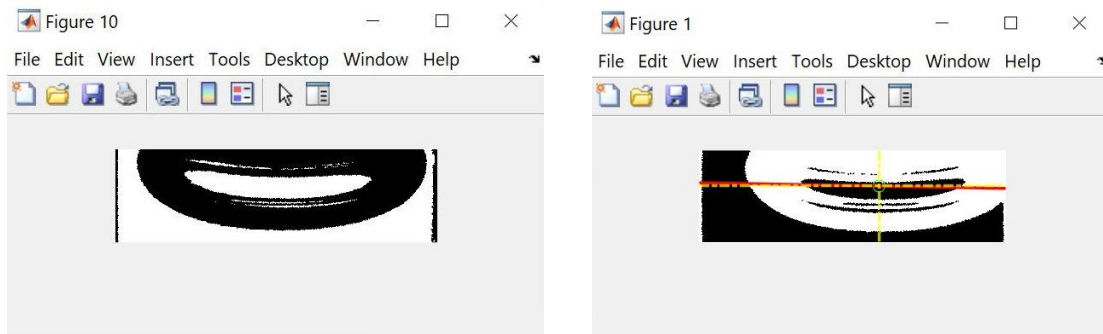 Figure 10
File Edit View Insert Tools Desktop Window Help
Figure 1
File Edit View Insert Tools Desktop Window Help